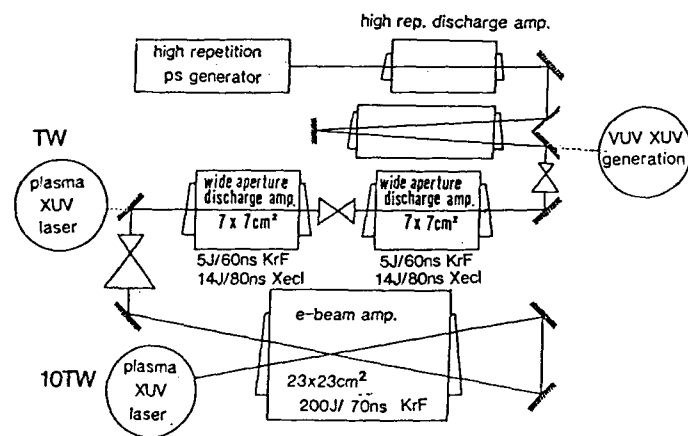 high rep. discharge amp.
high repetition
ps generator
TW
VUV XUV
generation
plasma
XUV
laser
wide aperture
discharge amp.
7 x 7cm²
wide aperture
discharge amp.
7 x 7cm²
5J/60ns KrF
14J/80ns Xecl
5J/60ns KrF
14J/80ns Xecl
e-beam amp.
10TW
plasma
XUV
laser
23x23cm²
200J/ 70ns KrF